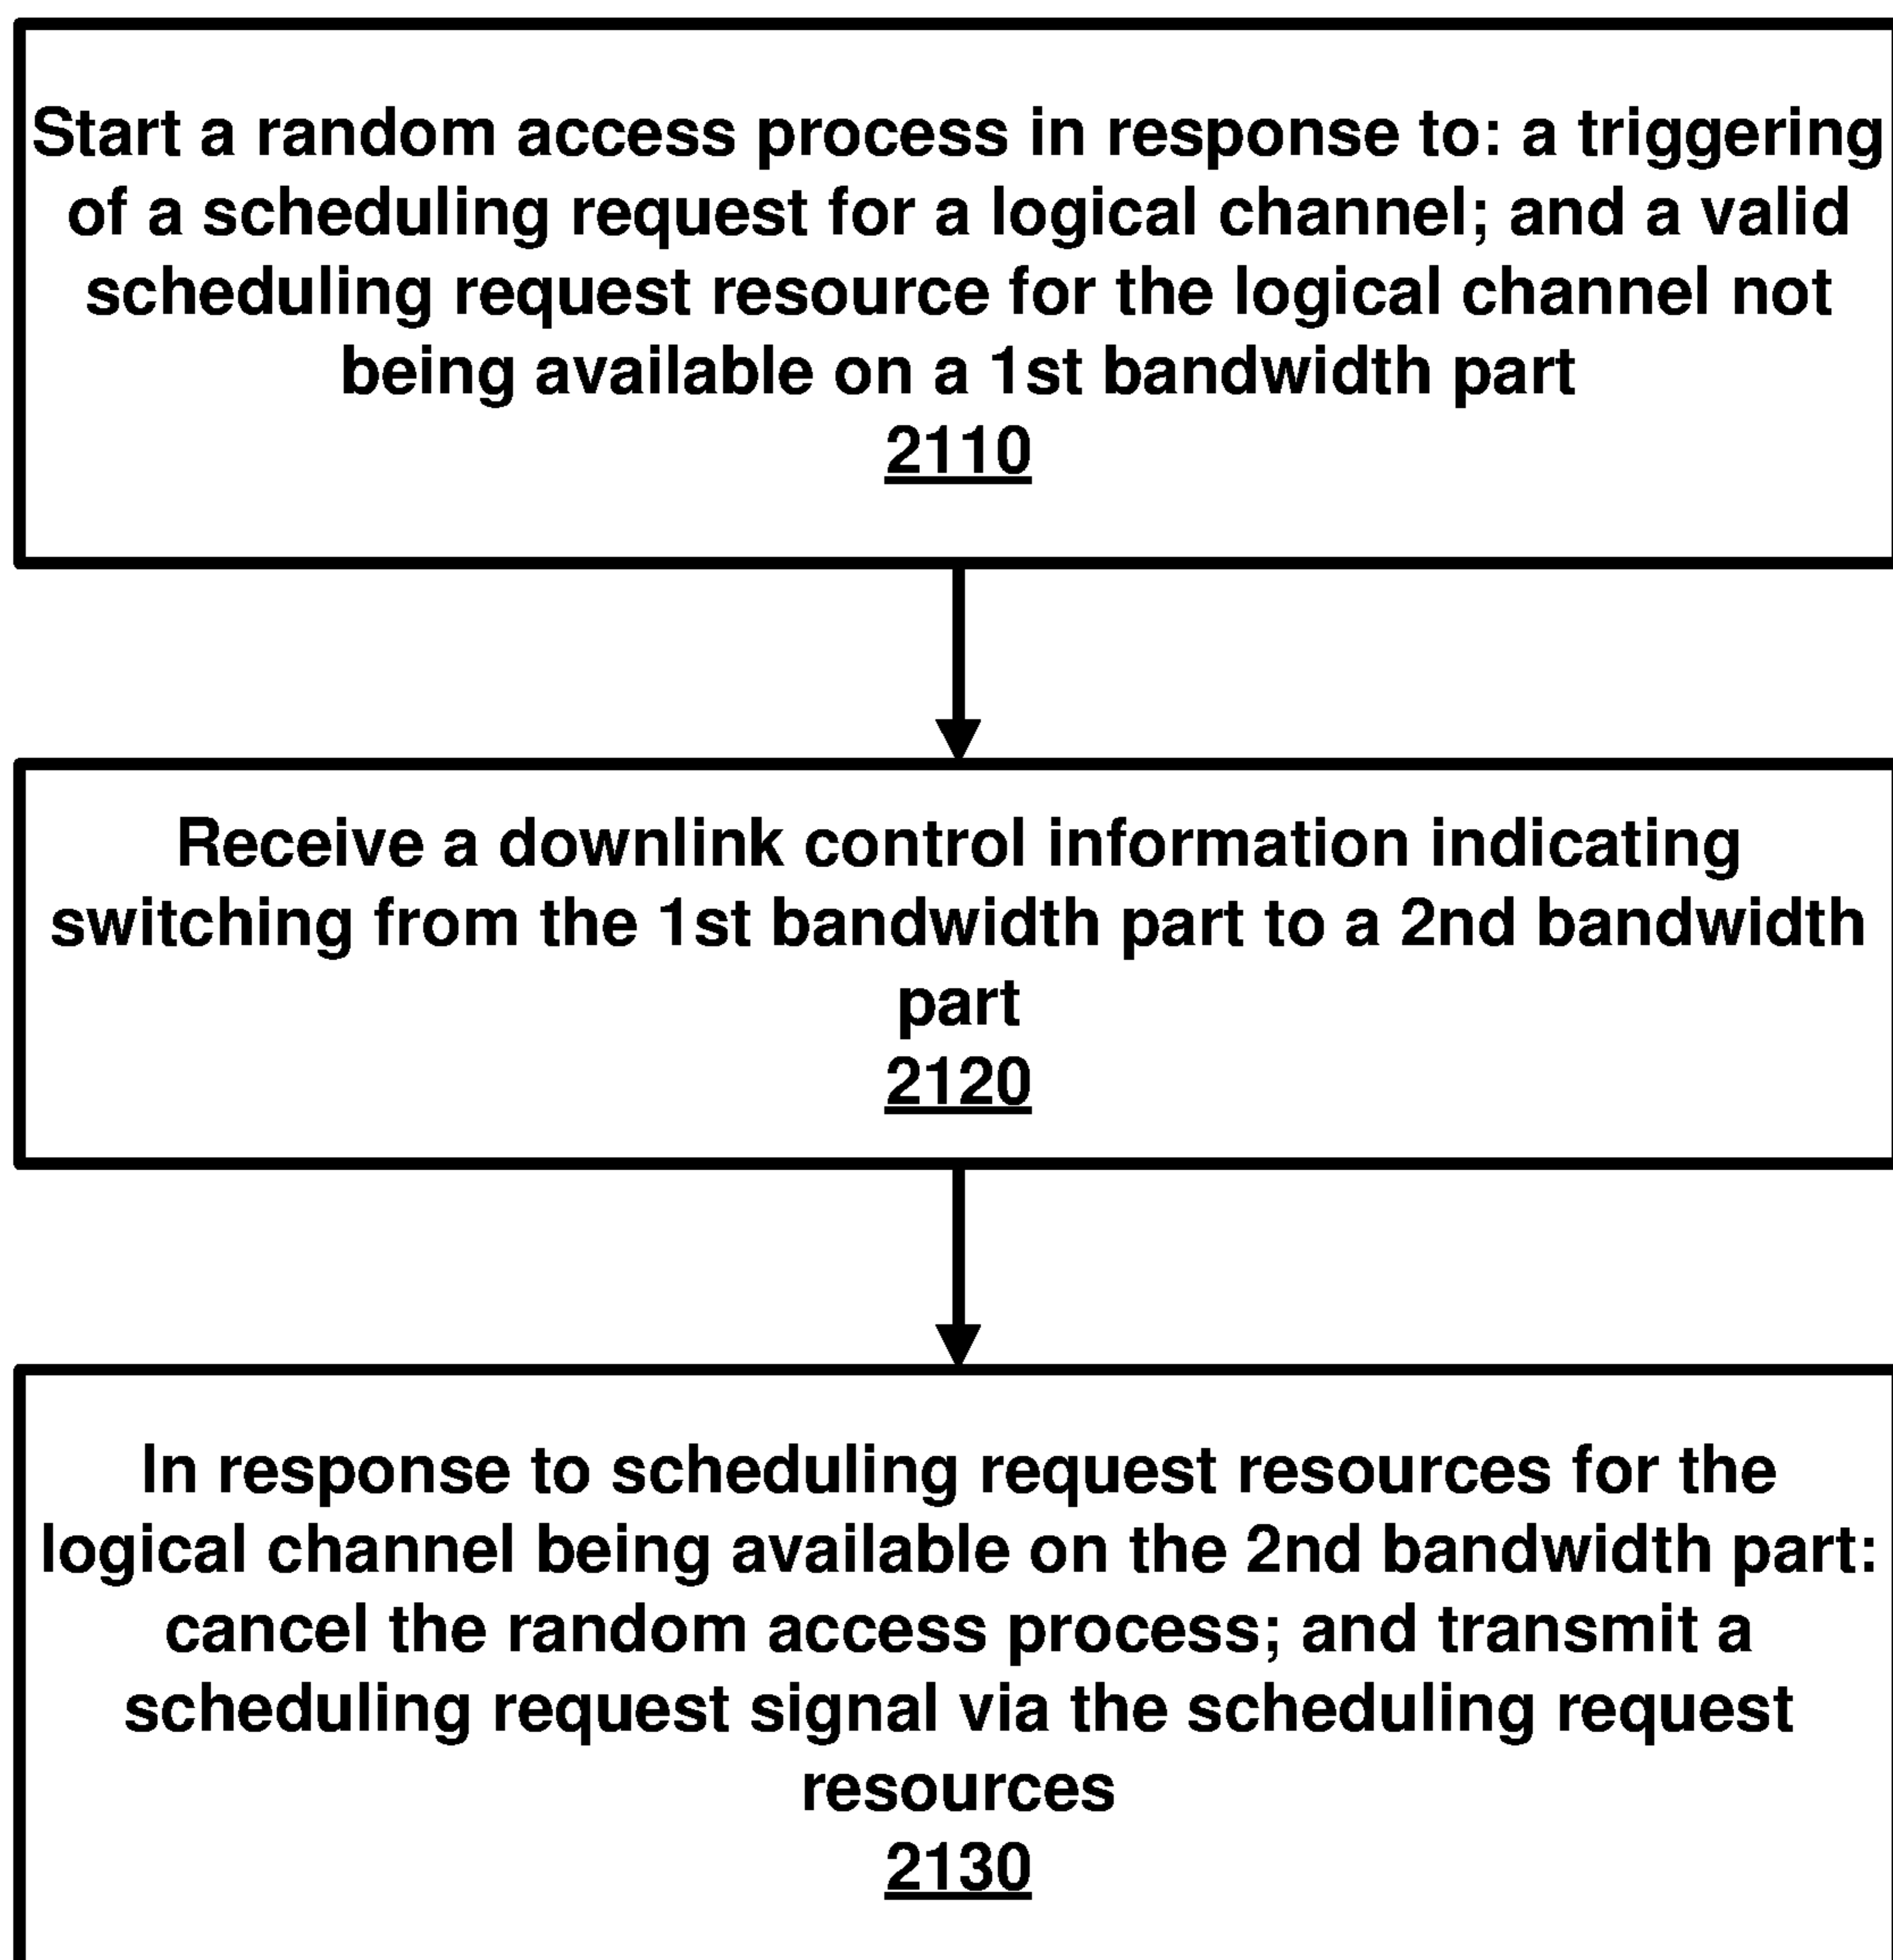 Start a random access process in response to: a triggering
of a scheduling request for a logical channel; and a valid
scheduling request resource for the logical channel not
being available on a 1st bandwidth part
2110
Receive a downlink control information indicating
switching from the 1st bandwidth part to a 2nd bandwidth
part
2120
In response to scheduling request resources for the
logical channel being available on the 2nd bandwidth part:
cancel the random access process; and transmit a
scheduling request signal via the scheduling request
resources
2130